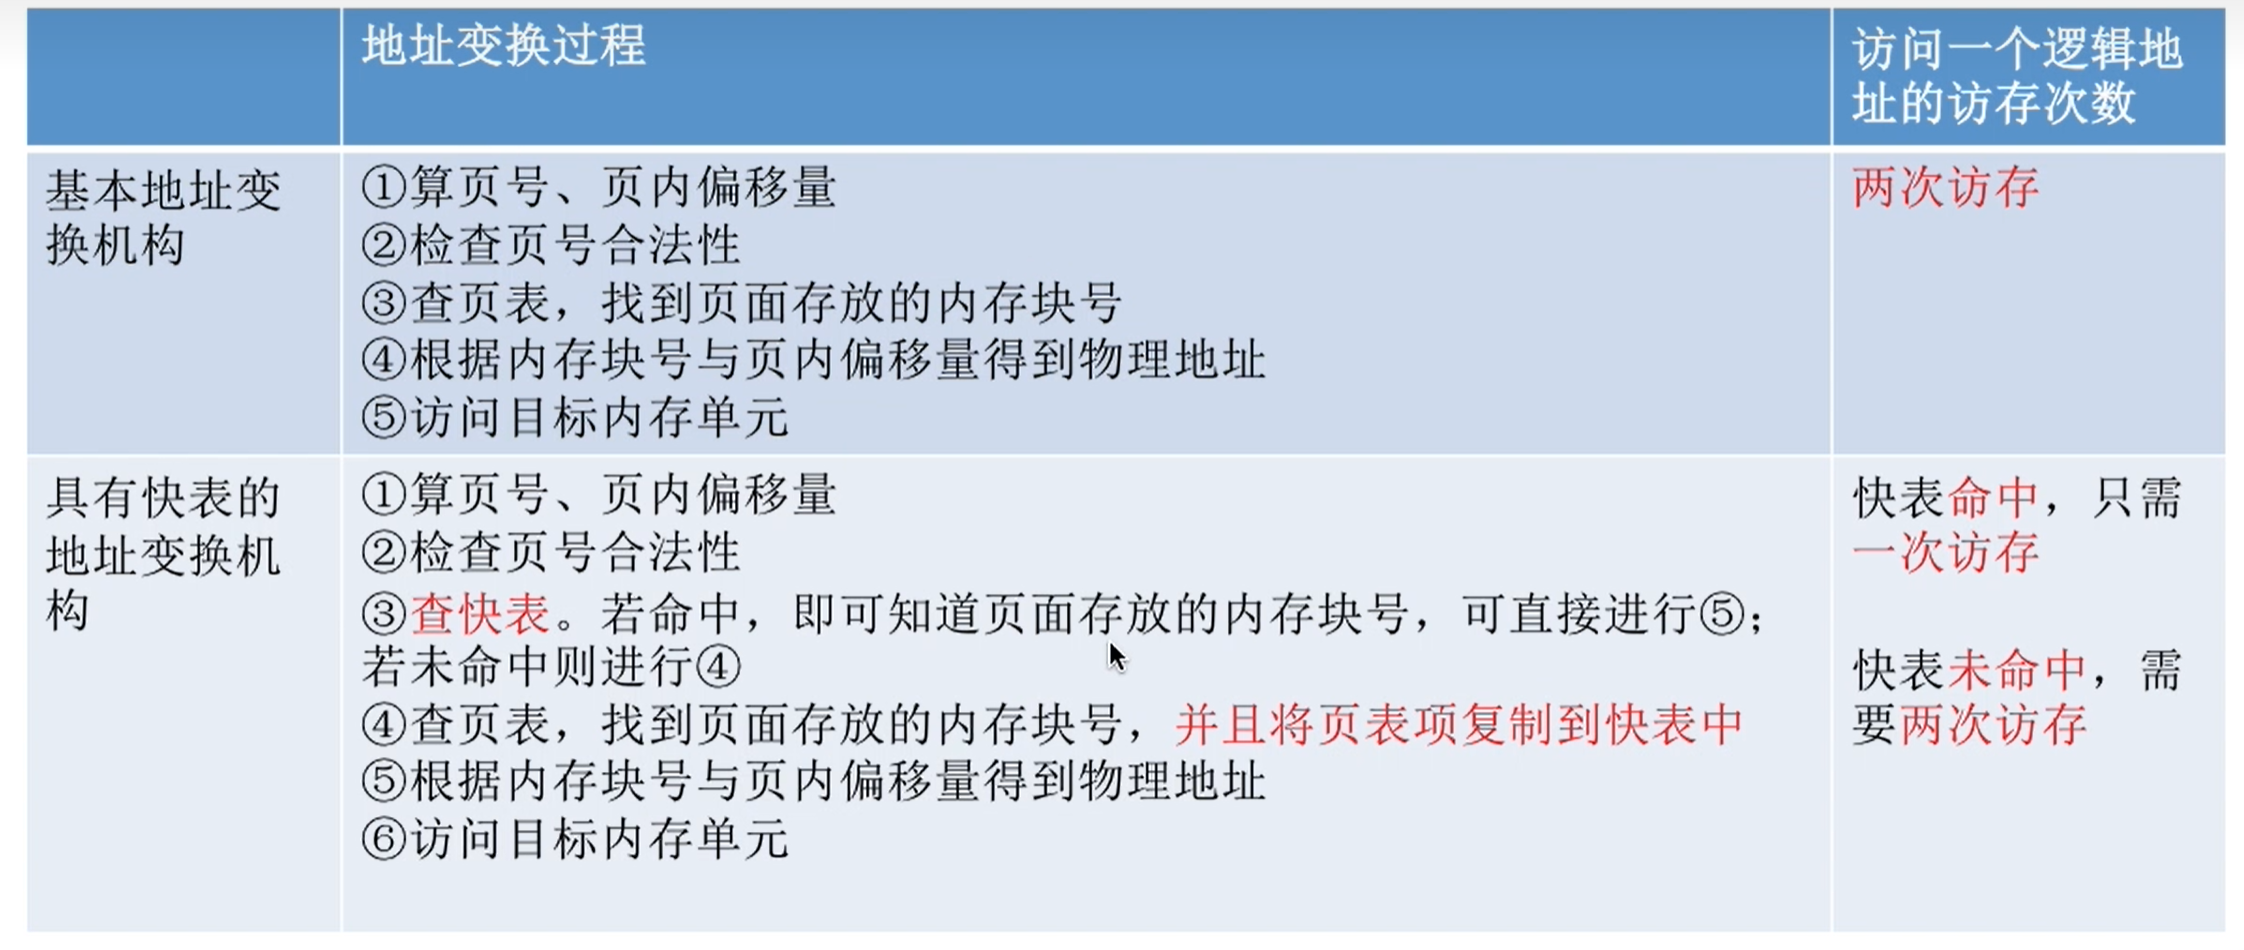 地址变换过程
访问一个逻辑地
址的访存次数
基本地址变
换机构
①算页号、页内偏移量
②检查页号合法性
③查页表，找到页面存放的内存块号
④根据内存块号与页内偏移量得到物理地址
⑤访问目标内存单元
两次访存
具有快表的
地址变换机
构
①算页号、页内偏移量
②检查页号合法性
③查快表。若命中，即可知道页面存放的内存块号，可直接进行⑤；
若未命中则进行④
④查页表，找到页面存放的内存块号，并且将页表项复制到快表中
⑤根据内存块号与页内偏移量得到物理地址
⑥访问目标内存单元
快表命中，只需
一次访存
快表未命中，需
要两次访存